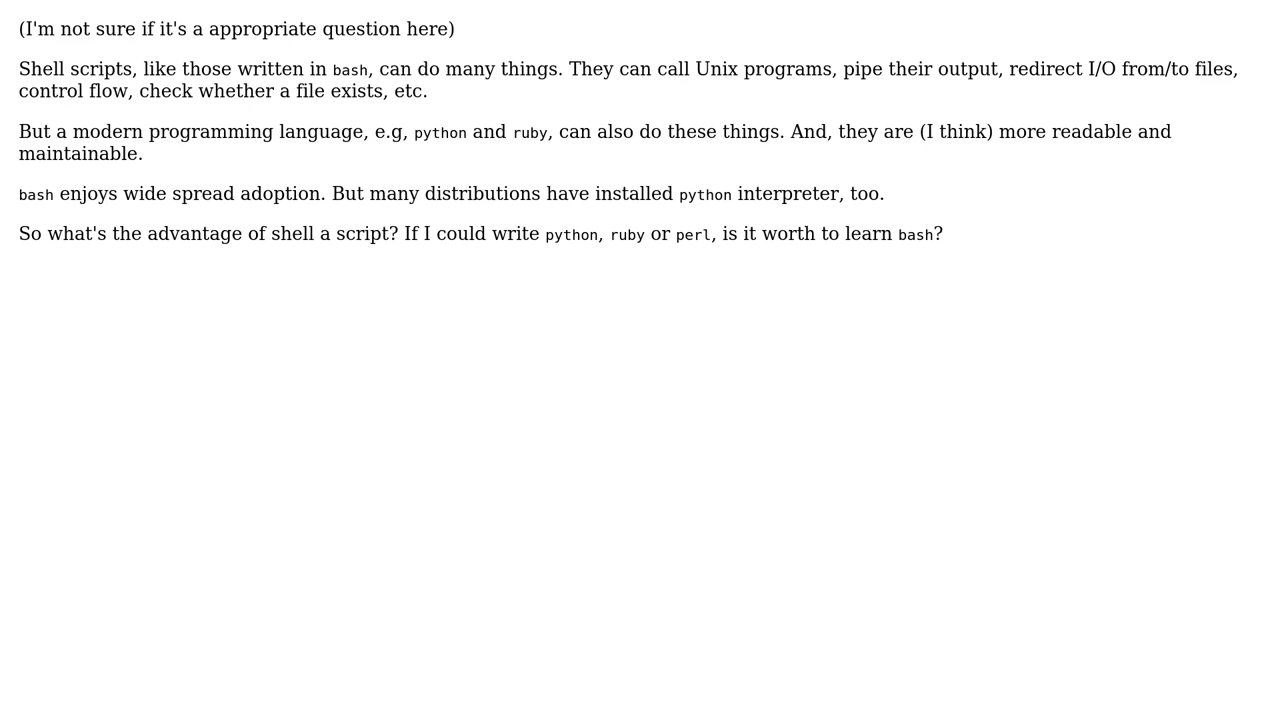 (I'm not sure if it's a appropriate question here)
Shell scripts, like those written in bash, can do many things. They can call Unix programs, pipe their output, redirect I/O from/to files,
control flow, check whether a file exists, etc.
But a modern programming language, e.g, python and ruby, can also do these things. And, they are (I think) more readable and
maintainable.
bash enjoys wide spread adoption. But many distributions have installed python interpreter, too.
So what's the advantage of shell a script? If I could write python, ruby or perl, is it worth to learn bash?